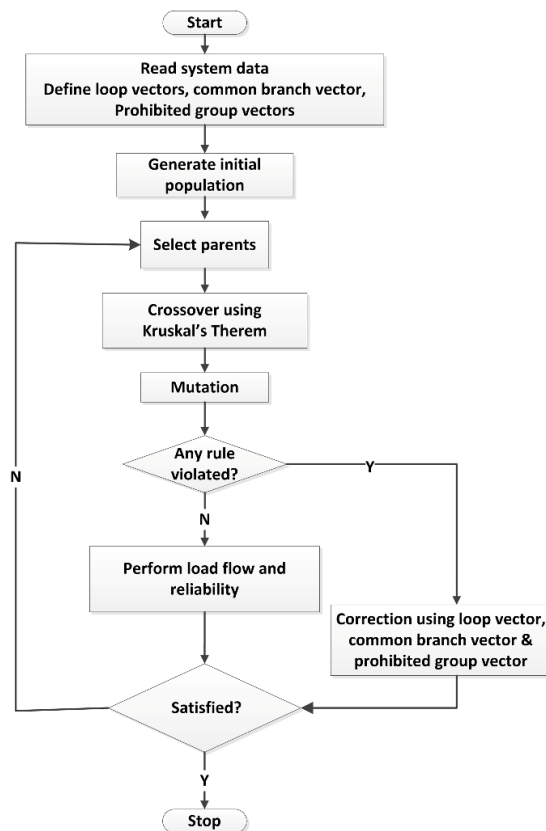 Start
Read system data
Define loop vectors, common branch vector,
Prohibited group vectors
Generate initial
population
Select parents
Crossover using
Kruskal's Therem
Mutation
Any rule
violated?
Y
N
N
Perform load flow and
reliability
Correction using loop vector,
common branch vector &
prohibited group vector
Satisfied?
Y
Stop